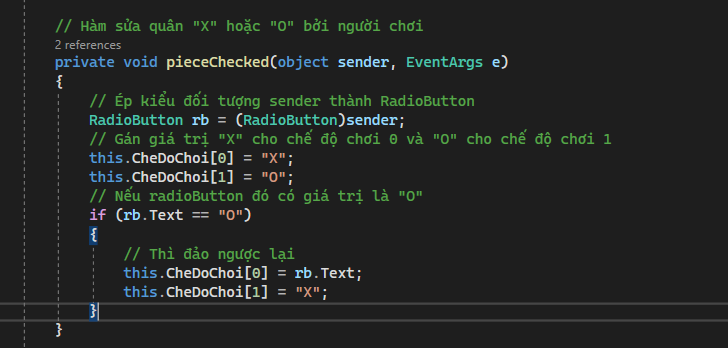 // Hàm sửa quân "X" hoặc "O" bởi người chơi
2 references
private void pieceChecked(object sender, EventArgs e)
{
// Ép kiểu đối tượng sender thành RadioButton
RadioButton rb = (RadioButton)sender;
// Gán giá trị "X" cho chế độ chơi 0 và "O" cho chế độ chơi 1
this.CheDoChoi[0] = "X";
this.CheDoChoi[1] = "O";
// Nếu radioButton đó có giá trị là "O"
if (rb.Text == "O")
{
// Thì đảo ngược lại
this.CheDoChoi[0] = rb.Text;
this.CheDoChoi[1] = "X";
}
}